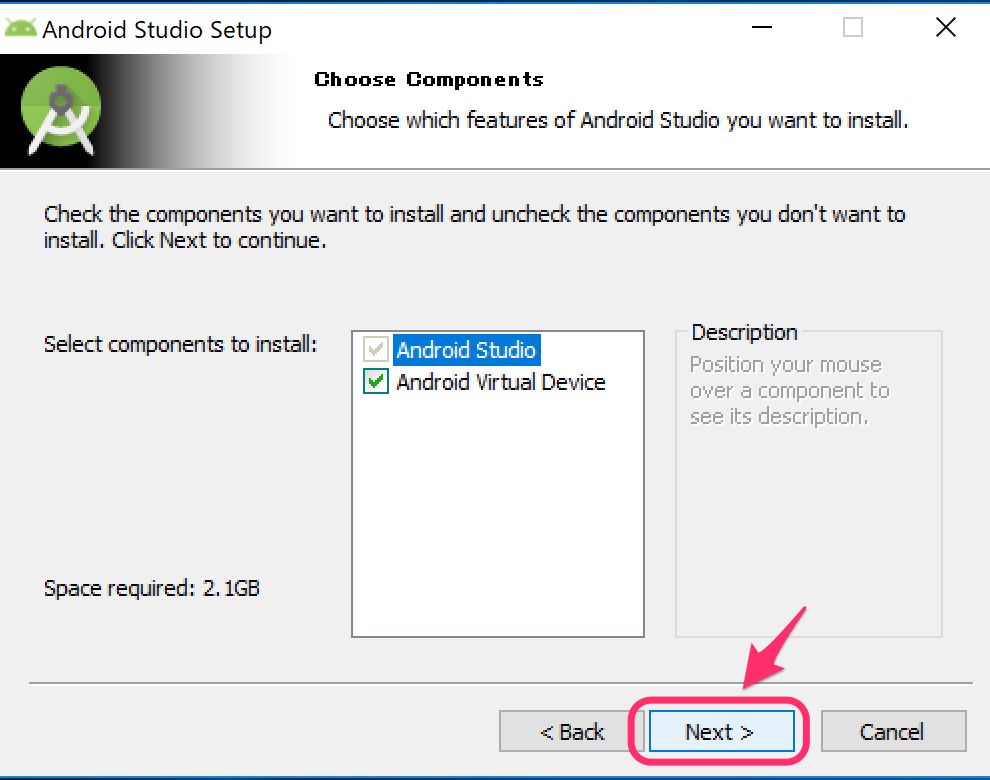 Android Studio Setup
Choose Components
Choose which features of Android Studio you want to install.
Check the components you want to install and uncheck the components you don't want to
install. Click Next to continue.
Select components to install:
Android Studio
Android Virtual Device
Description
Position your mouse
over a component to
see its description.
Space required: 2.1GB
< Back
Next >
Cancel